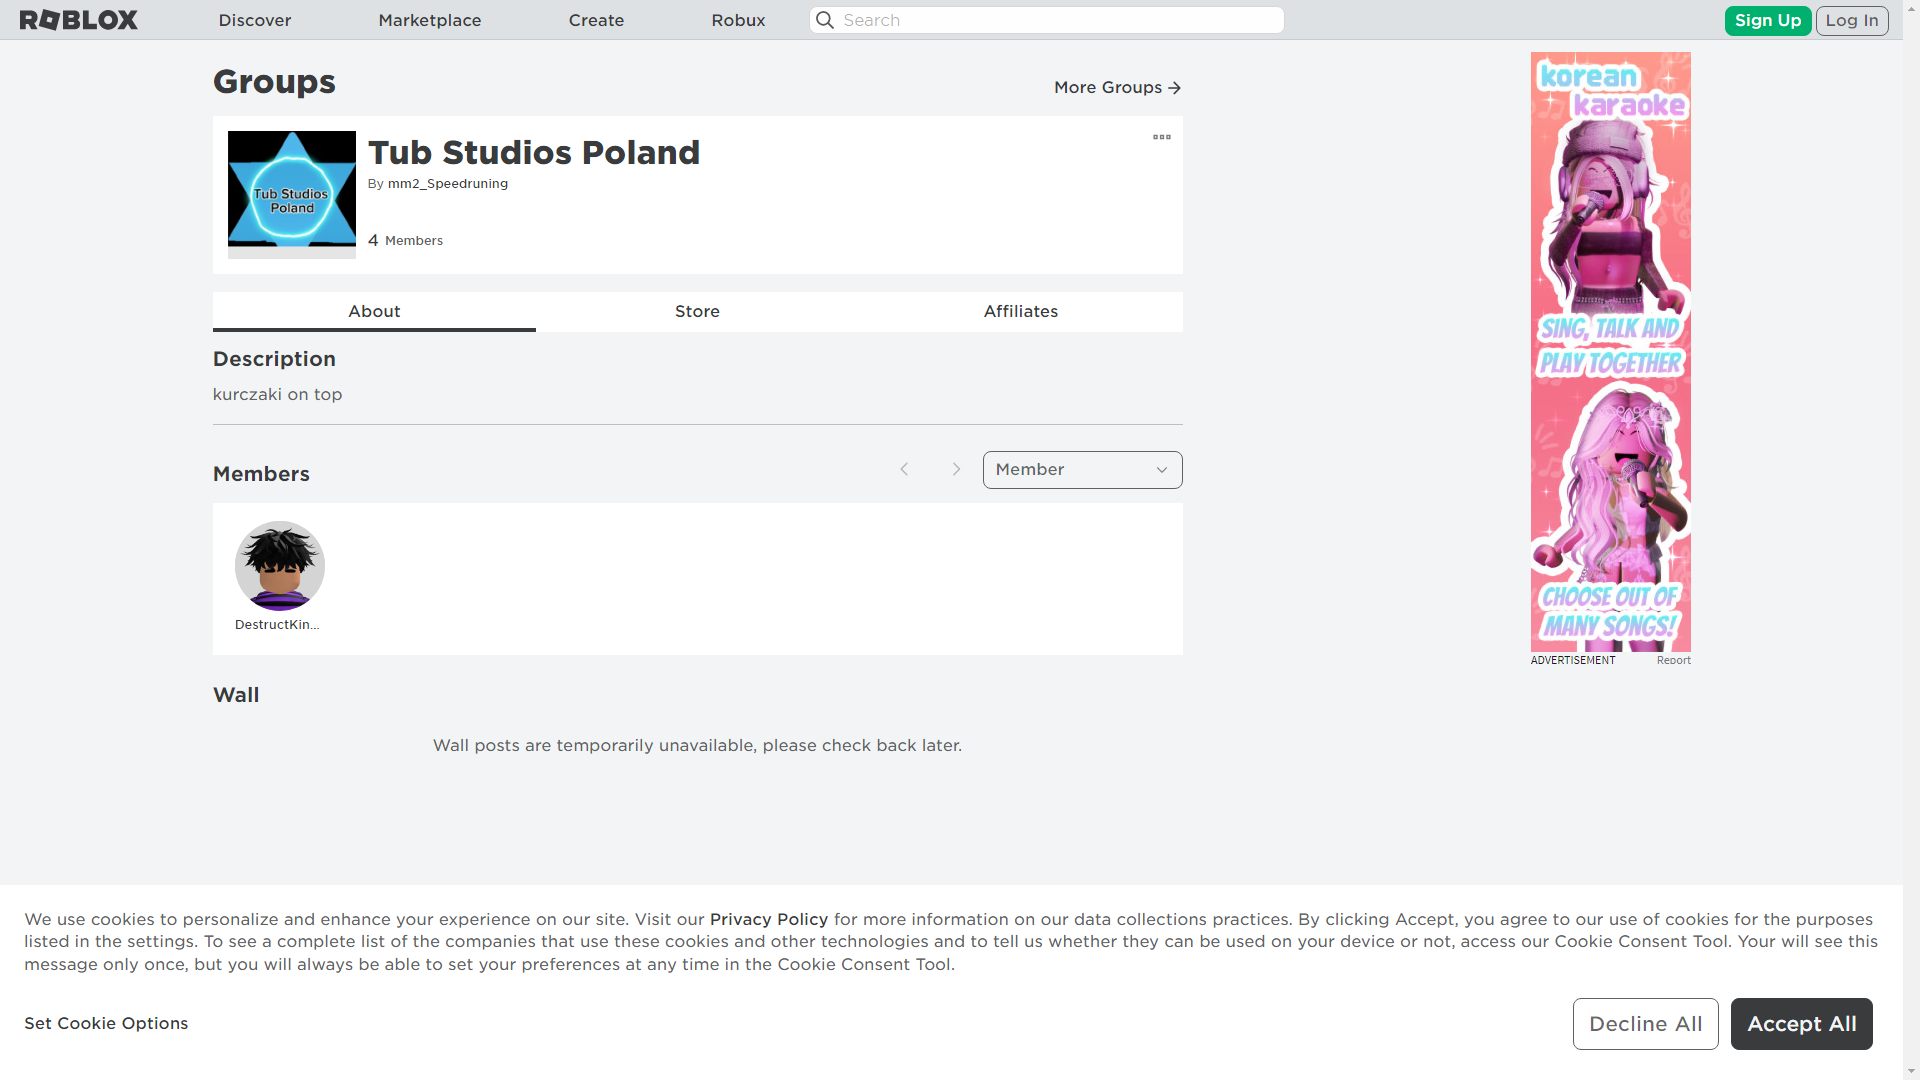 ROBLOX
Discover
Marketplace
Create
Robux
Search
Sign Up
Log In
Groups
More Groups
Tub Studios Poland
Tub Studios Poland
By mm2_Speedruning
4 Members
About
Store
Affiliates
Description
kurczaki on top
Members
Member
DestructKin...
Wall
Wall posts are temporarily unavailable, please check back later.
korean
karaoke
SING, TALK AND
PLAY TOGETHER
CHOOSE OUT OF
MANY SONGS!
ADVERTISEMENT
Report
We use cookies to personalize and enhance your experience on our site. Visit our Privacy Policy for more information on our data collections practices. By clicking Accept, you agree to our use of cookies for the purposes
listed in the settings. To see a complete list of the companies that use these cookies and other technologies and to tell us whether they can be used on your device or not, access our Cookie Consent Tool. Your will see this
message only once, but you will always be able to set your preferences at any time in the Cookie Consent Tool.
Set Cookie Options
Decline All
Accept All